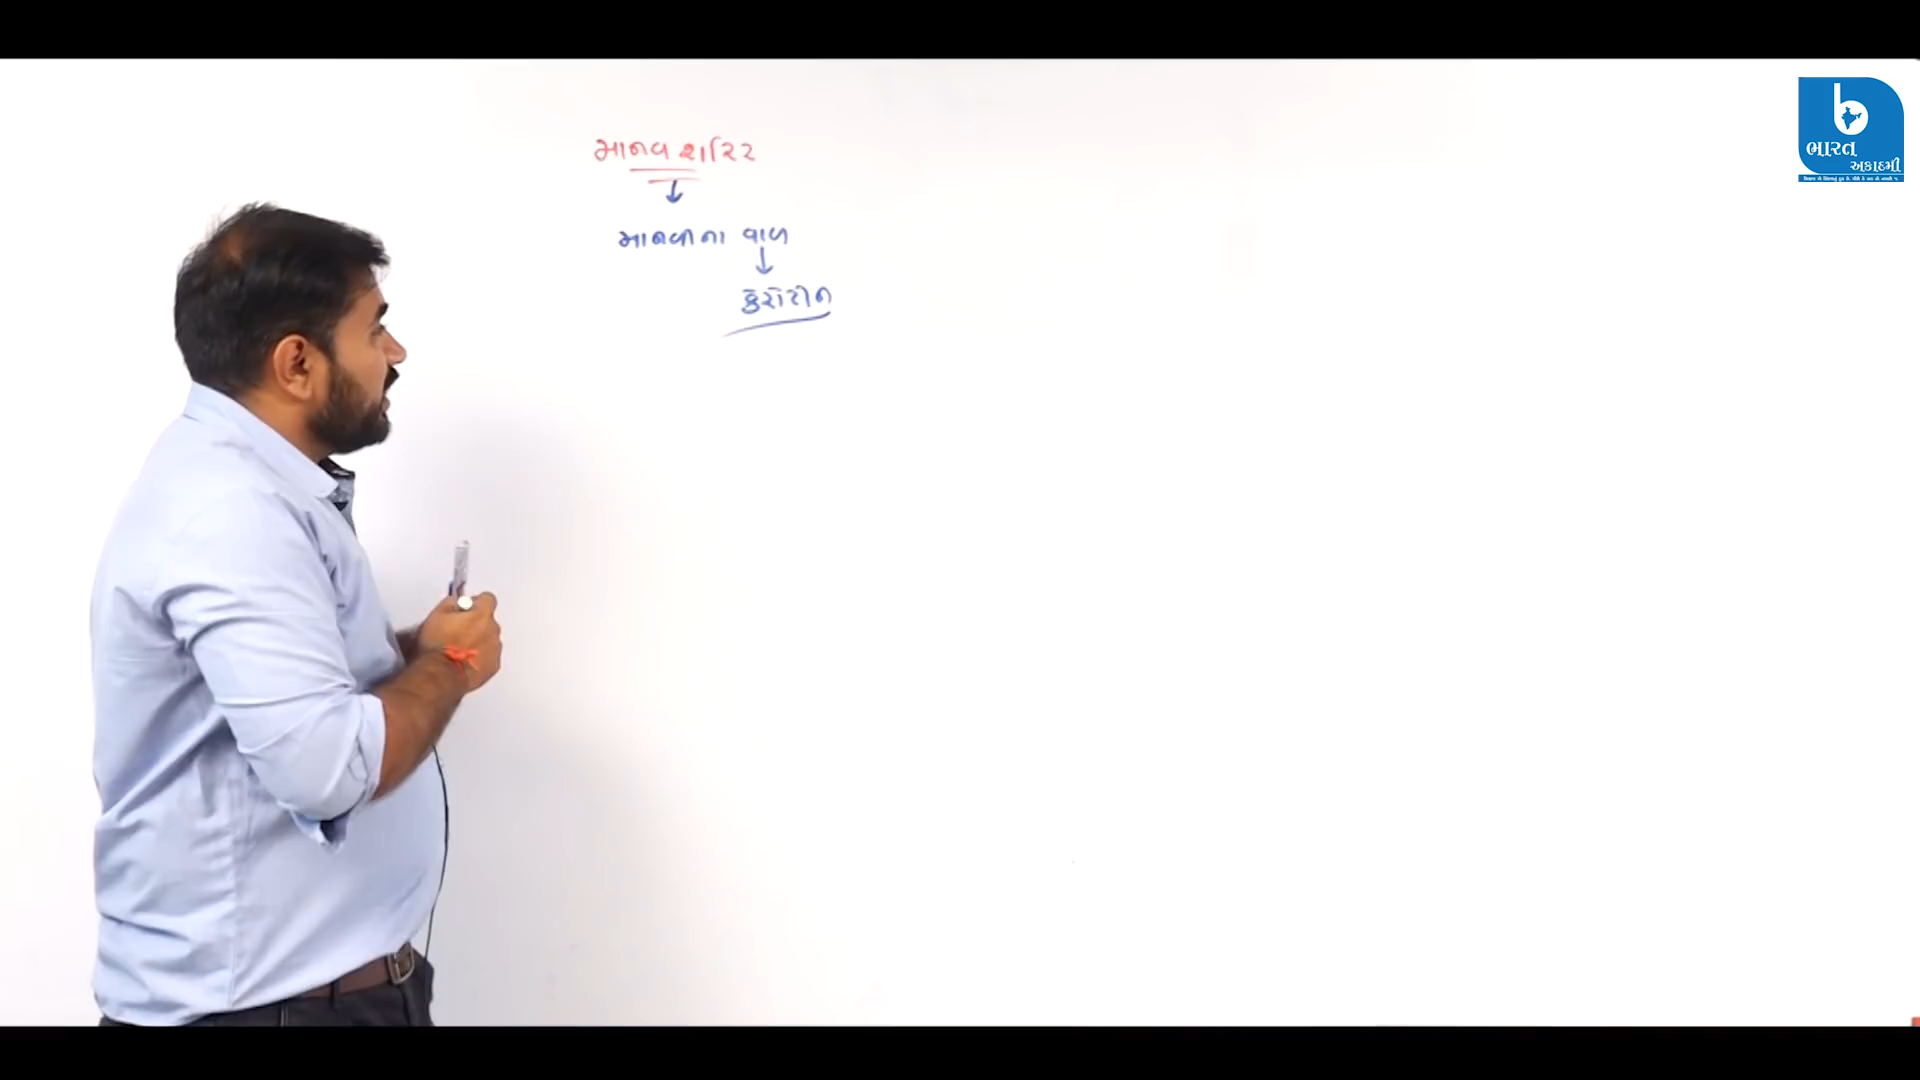 માનવ શરિર
↓
માનવીના વાળ
↓
કેરોટીન
ભારત
અકાદમી